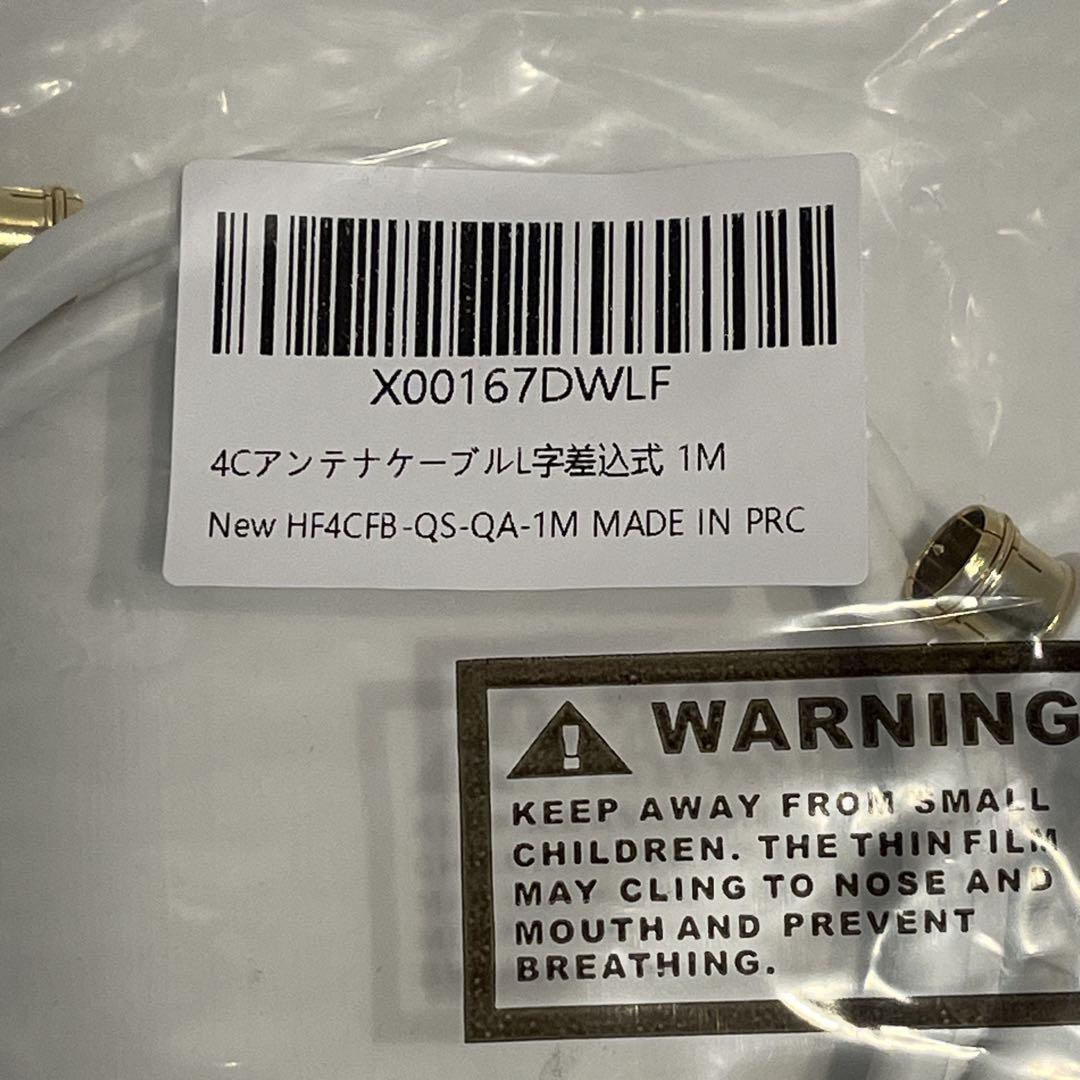 X00167DWLF
4CアンテナケーブルL字差込式 1M
New HF4CFB-QS-QA-1M MADE IN PRC
WARNING
KEEP AWAY FROM SMALL
CHILDREN. THE THIN FILM
MAY CLING TO NOSE AND
MOUTH AND PREVENT
BREATHING.